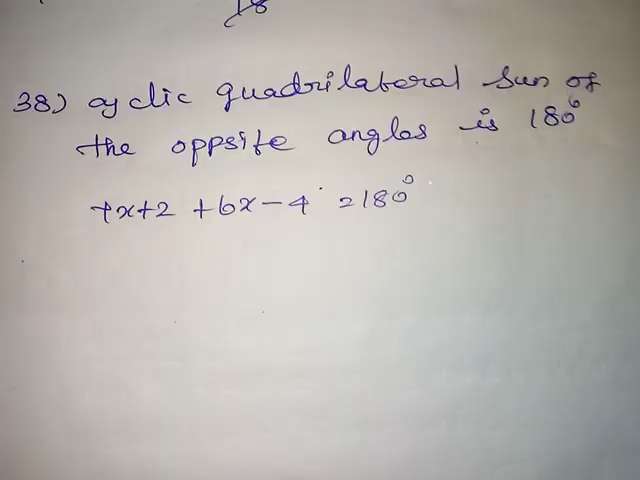 18
38) cyclic quadrilateral sum of
the oppsite angles is 180°
7x+2 +6x-4 =180°